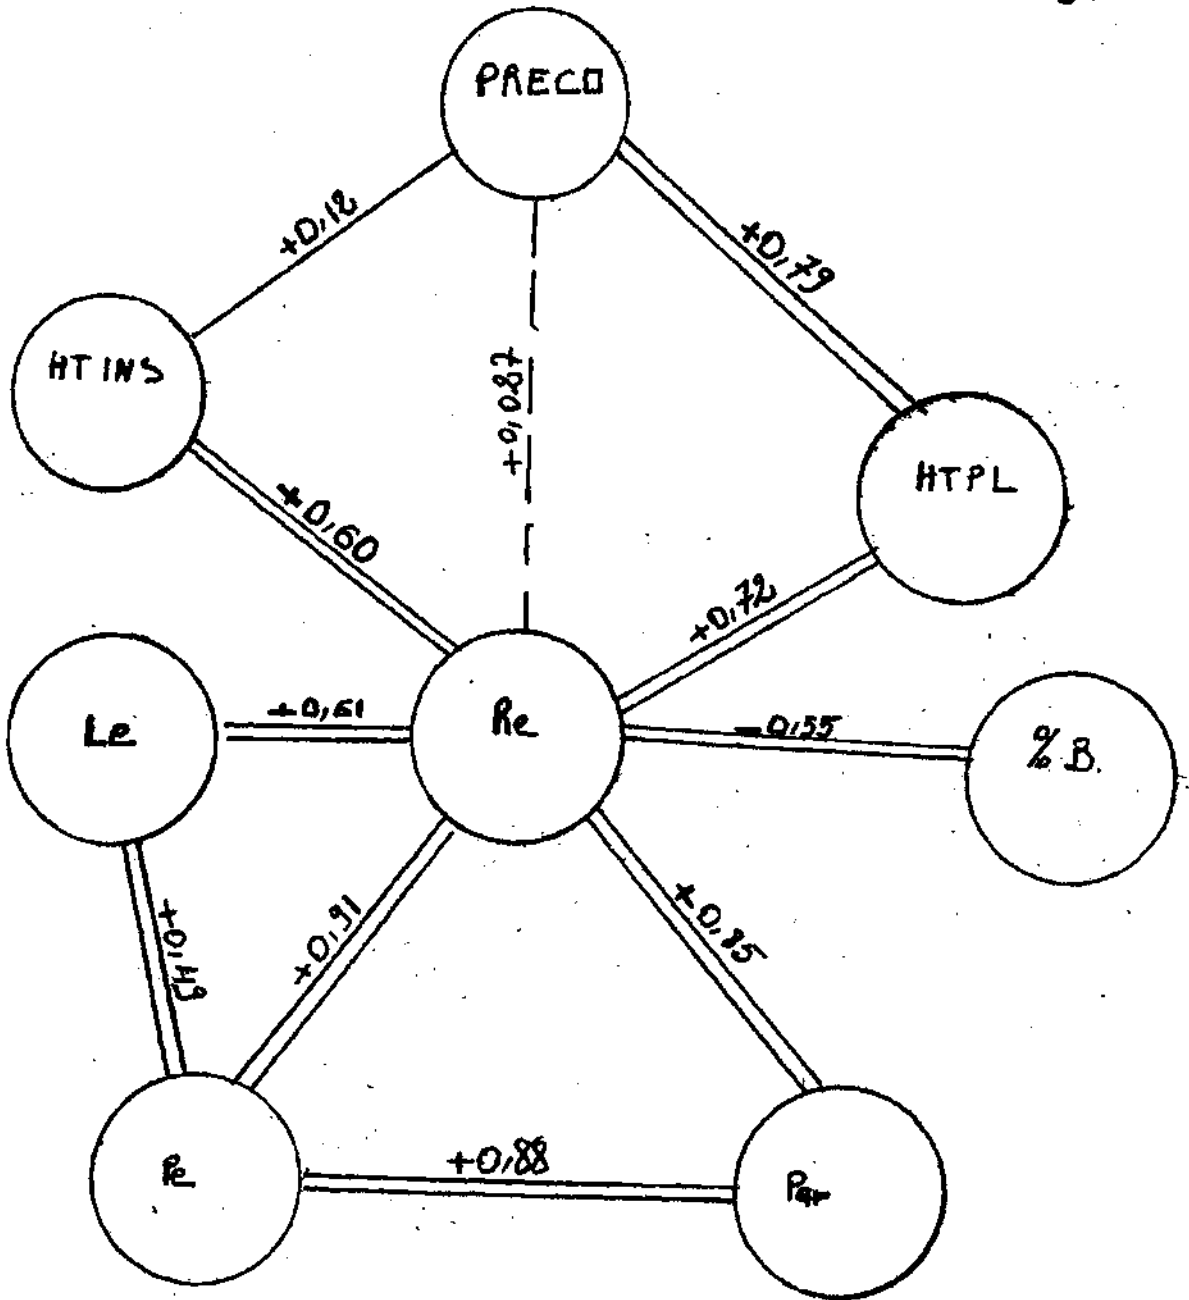 PRECO
+0,12
+0,79
HTINS
+0,087
HTPL
+0,60
+0,72
Le
+0,61
Re
-0,55
% B.
+0,49
+0,91
+0,85
Pe
+0,88